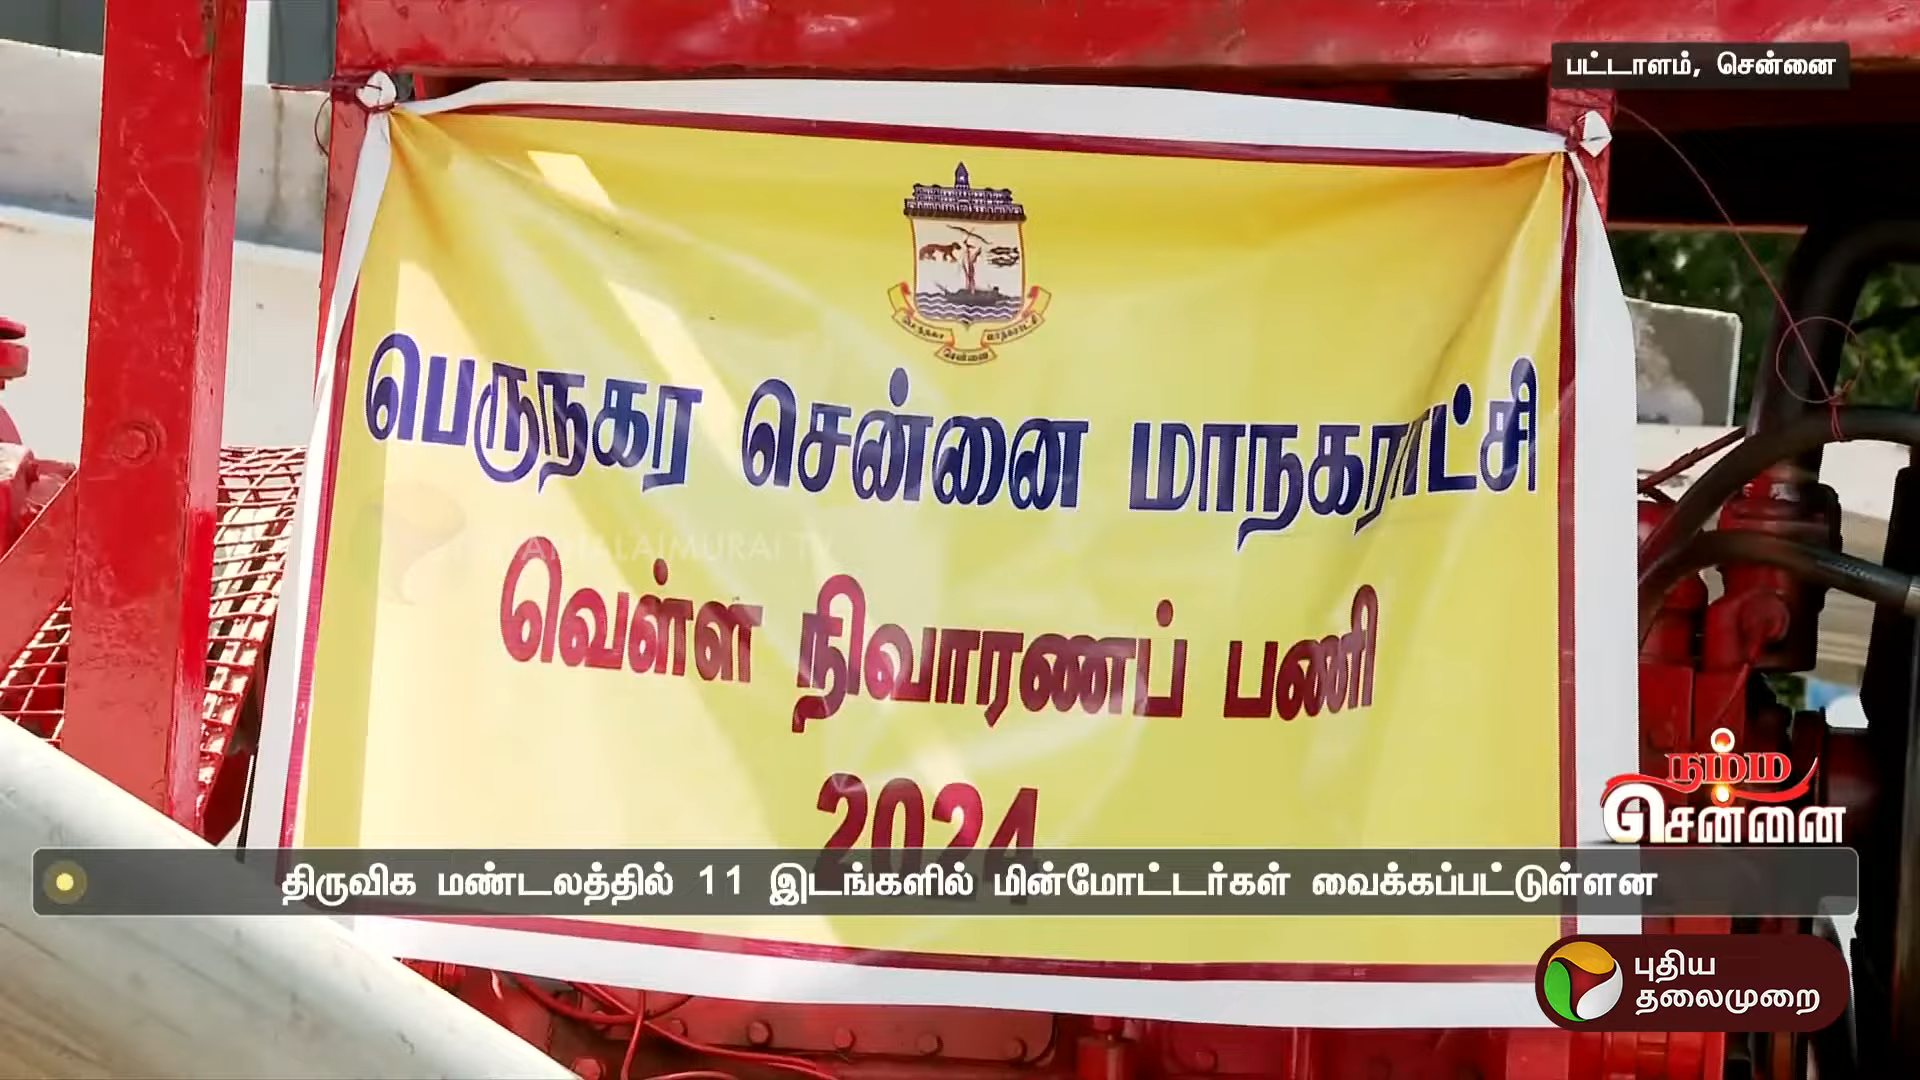 பட்டாளம், சென்னை
பெருநகர சென்னை மாநகராட்சி
வெள்ள நிவாரணப் பணி
2024
நம்ம
சென்னை
திருவிக மண்டலத்தில் 11 இடங்களில் மின்மோட்டர்கள் வைக்கப்பட்டுள்ளன
புதிய
தலைமுறை